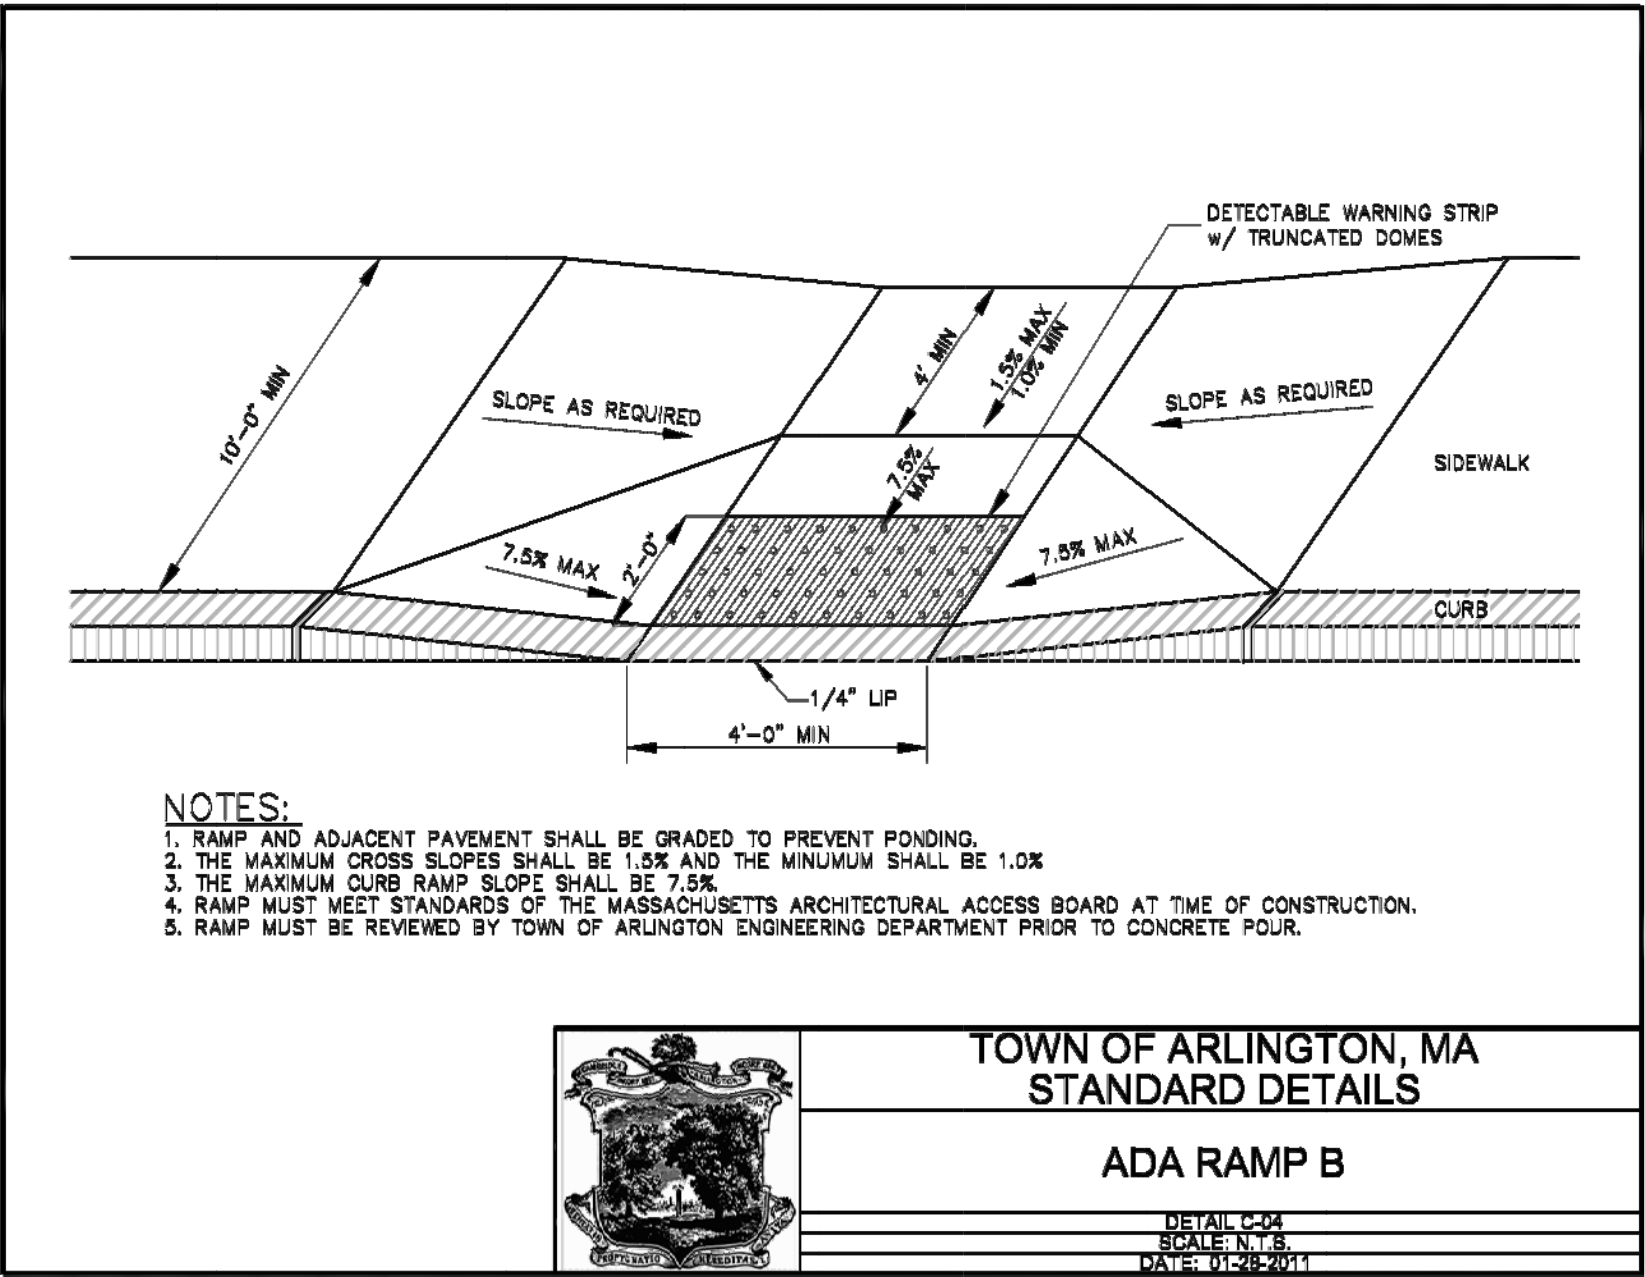 DETECTABLE WARNING STRIP
w/ TRUNCATED DOMES
10'-0" MIN
SLOPE AS REQUIRED
4' MIN
1.5% MAX
1.0% MIN
SLOPE AS REQUIRED
SIDEWALK
7.5%
MAX
7.5% MAX
2'-0"
7.5% MAX
CURB
1/4" LIP
4'-0" MIN
NOTES:
1. RAMP AND ADJACENT PAVEMENT SHALL BE GRADED TO PREVENT PONDING.
2. THE MAXIMUM CROSS SLOPES SHALL BE 1.5% AND THE MINUMUM SHALL BE 1.0%
3. THE MAXIMUM CURB RAMP SLOPE SHALL BE 7.5%.
4. RAMP MUST MEET STANDARDS OF THE MASSACHUSETTS ARCHITECTURAL ACCESS BOARD AT TIME OF CONSTRUCTION.
5. RAMP MUST BE REVIEWED BY TOWN OF ARLINGTON ENGINEERING DEPARTMENT PRIOR TO CONCRETE POUR.
TOWN OF ARLINGTON, MA
STANDARD DETAILS
ADA RAMP B
DETAIL C-04
SCALE: N.T.S.
DATE: 01-28-2011